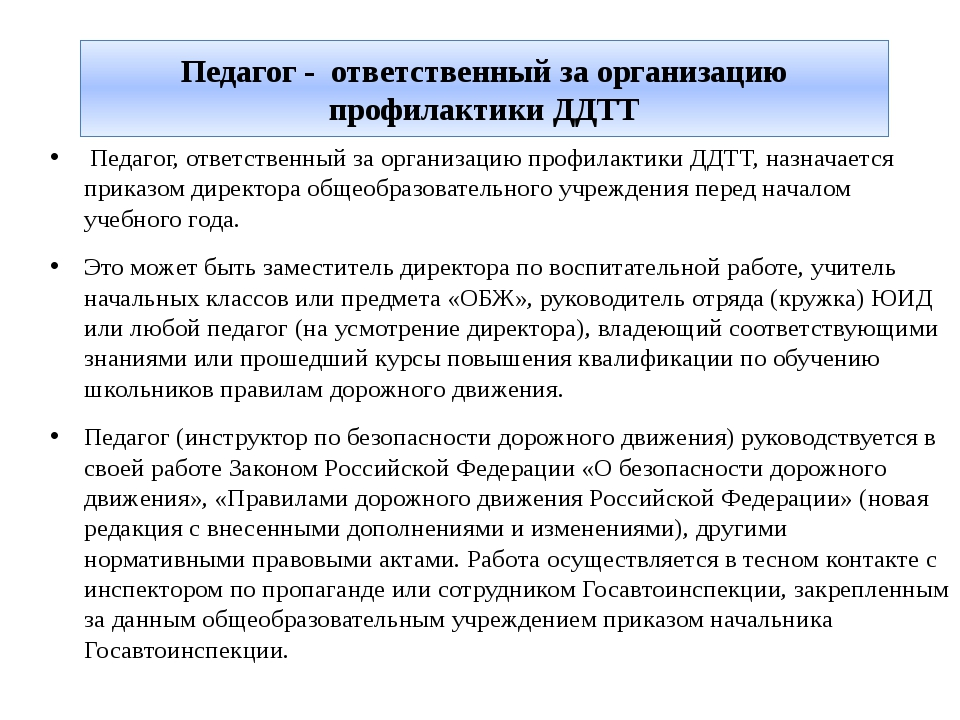 Педагог -  ответственный за организацию
профилактики ДДТТ
• Педагог, ответственный за организацию профилактики ДДТТ, назначается
приказом директора общеобразовательного учреждения перед началом
учебного года.
• Это может быть заместитель директора по воспитательной работе, учитель
начальных классов или предмета «ОБЖ», руководитель отряда (кружка) ЮИД
или любой педагог (на усмотрение директора), владеющий соответствующими
знаниями или прошедший курсы повышения квалификации по обучению
школьников правилам дорожного движения.
• Педагог (инструктор по безопасности дорожного движения) руководствуется в
своей работе Законом Российской Федерации «О безопасности дорожного
движения», «Правилами дорожного движения Российской Федерации» (новая
редакция с внесенными дополнениями и изменениями), другими
нормативными правовыми актами. Работа осуществляется в тесном контакте с
инспектором по пропаганде или сотрудником Госавтоинспекции, закрепленным
за данным общеобразовательным учреждением приказом начальника
Госавтоинспекции.